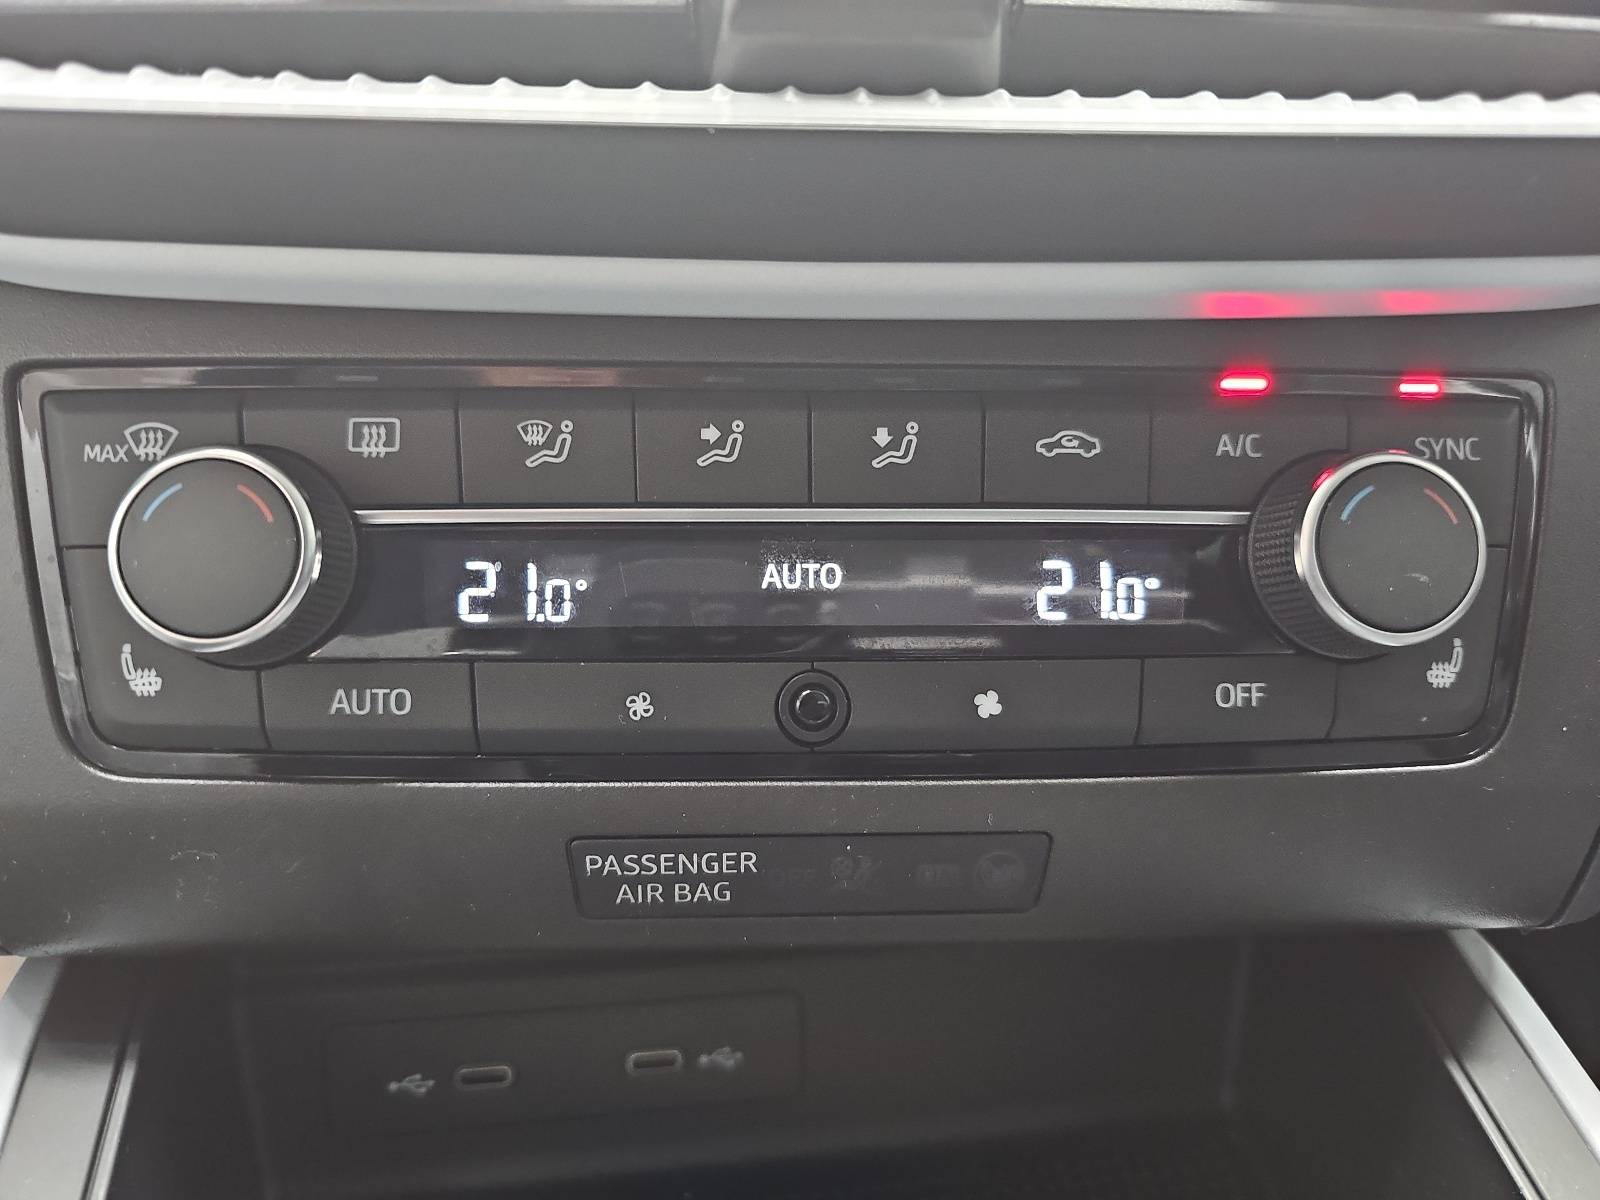 MAX
A/C
SYNC
21.0°
AUTO
21.0°
AUTO
OFF
PASSENGER
AIR BAG